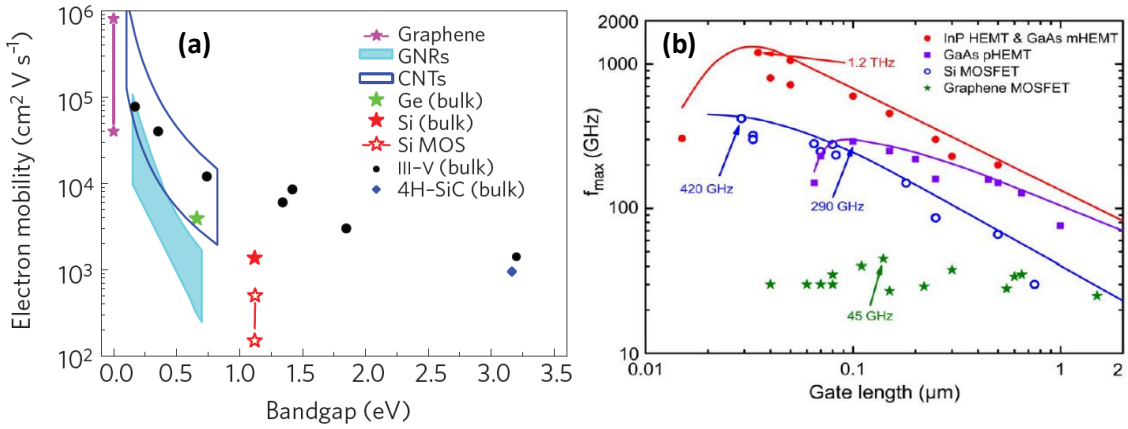 (a)
Electron mobility (cm² V s⁻¹)
10⁶
10⁵
10⁴
10³
10²
0.0 0.5 1.0 1.5 2.0 2.5 3.0 3.5
Bandgap (eV)
Graphene
GNRs
CNTs
Ge (bulk)
Si (bulk)
Si MOS
III–V (bulk)
4H–SiC (bulk)
(b)
fmax (GHz)
2000
1000
100
10
0.01 0.1 1 2
Gate length (µm)
InP HEMT & GaAs mHEMT
GaAs pHEMT
Si MOSFET
Graphene MOSFET
1.2 THz
420 GHz
290 GHz
45 GHz